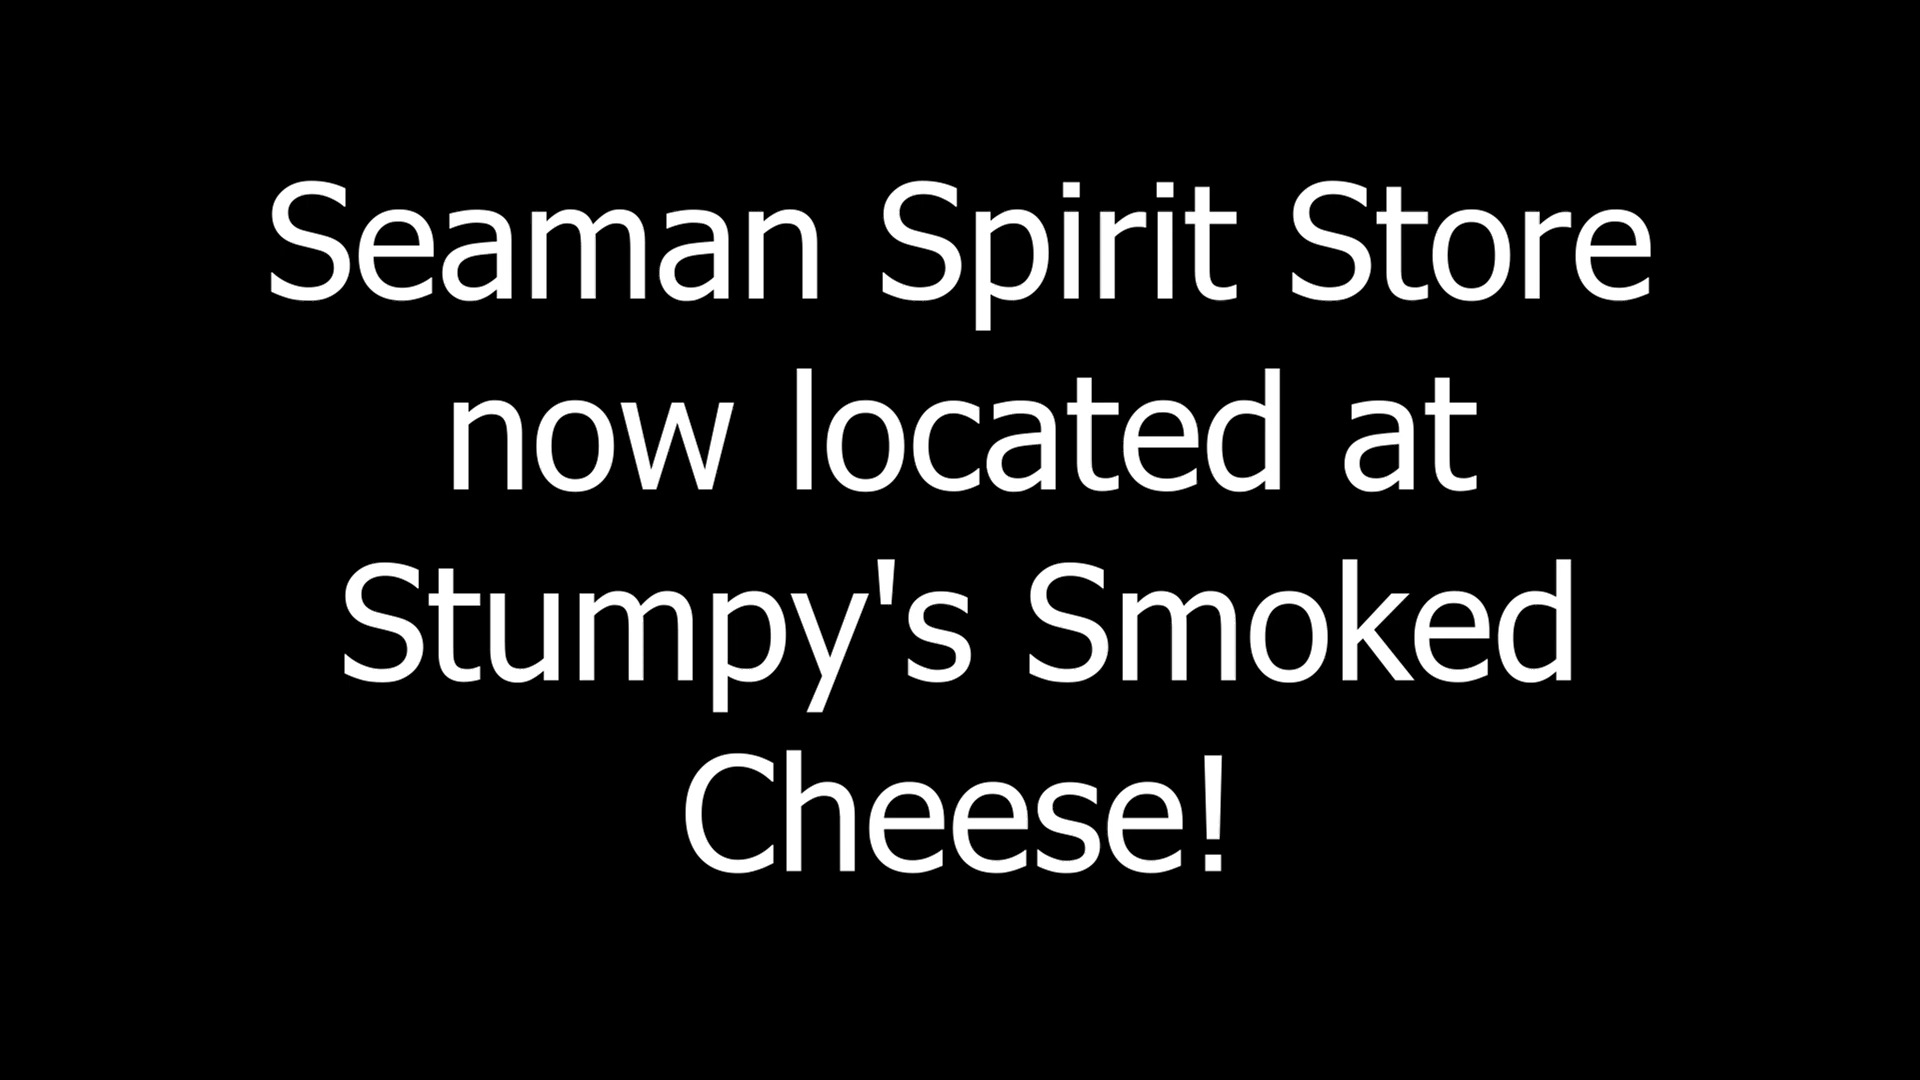 Seaman Spirit Store
now located at
Stumpy's Smoked
Cheese!